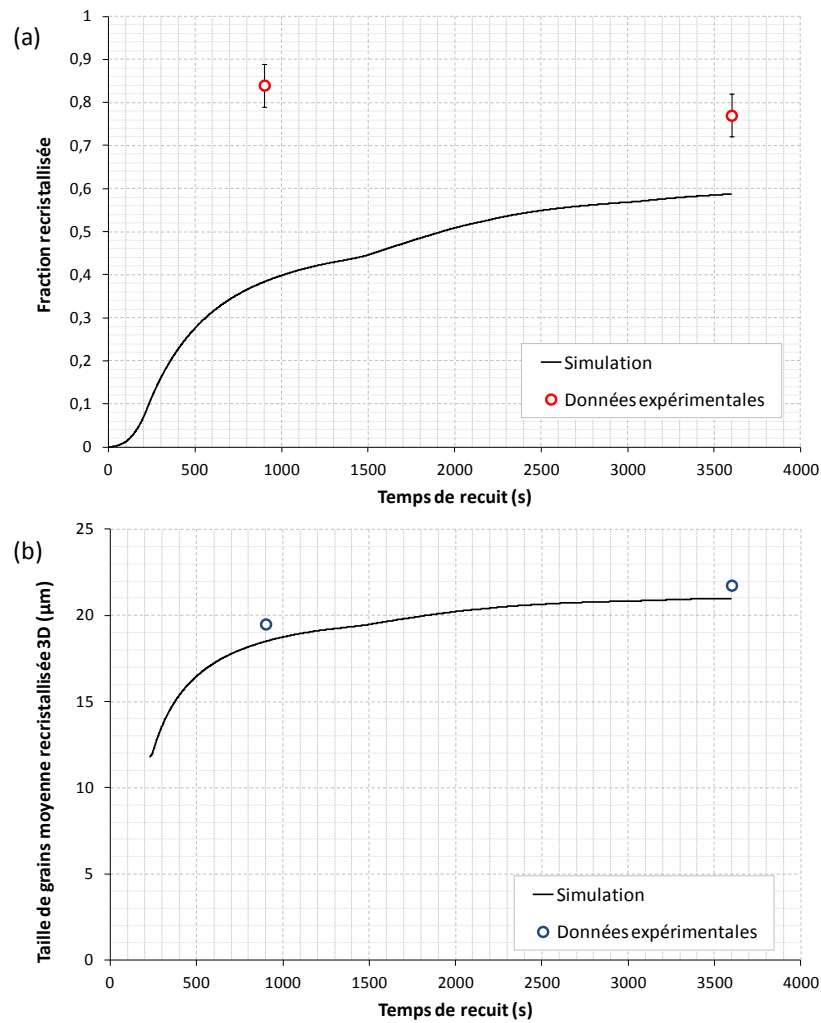 (a)
1
0,9
0,8
0,7
0,6
0,5
0,4
0,3
0,2
0,1
0
Fraction recristallisée
Simulation
Données expérimentales
0 500 1000 1500 2000 2500 3000 3500 4000
Temps de recuit (s)
(b)
25
20
15
10
5
0
Taille de grains moyenne recristallisée 3D (µm)
Simulation
Données expérimentales
0 500 1000 1500 2000 2500 3000 3500 4000
Temps de recuit (s)